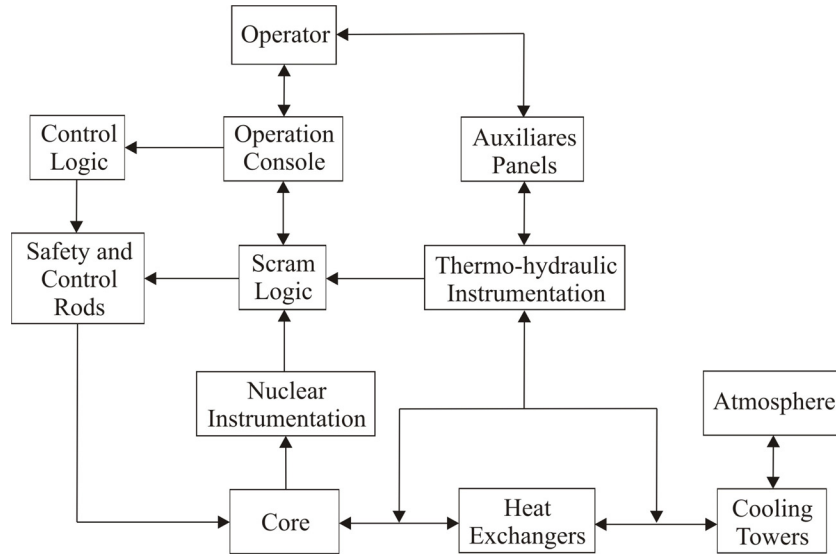 Operator
Control
Logic
Operation
Console
Auxiliares
Panels
Safety and
Control
Rods
Scram
Logic
Thermo-hydraulic
Instrumentation
Nuclear
Instrumentation
Atmosphere
Core
Heat
Exchangers
Cooling
Towers